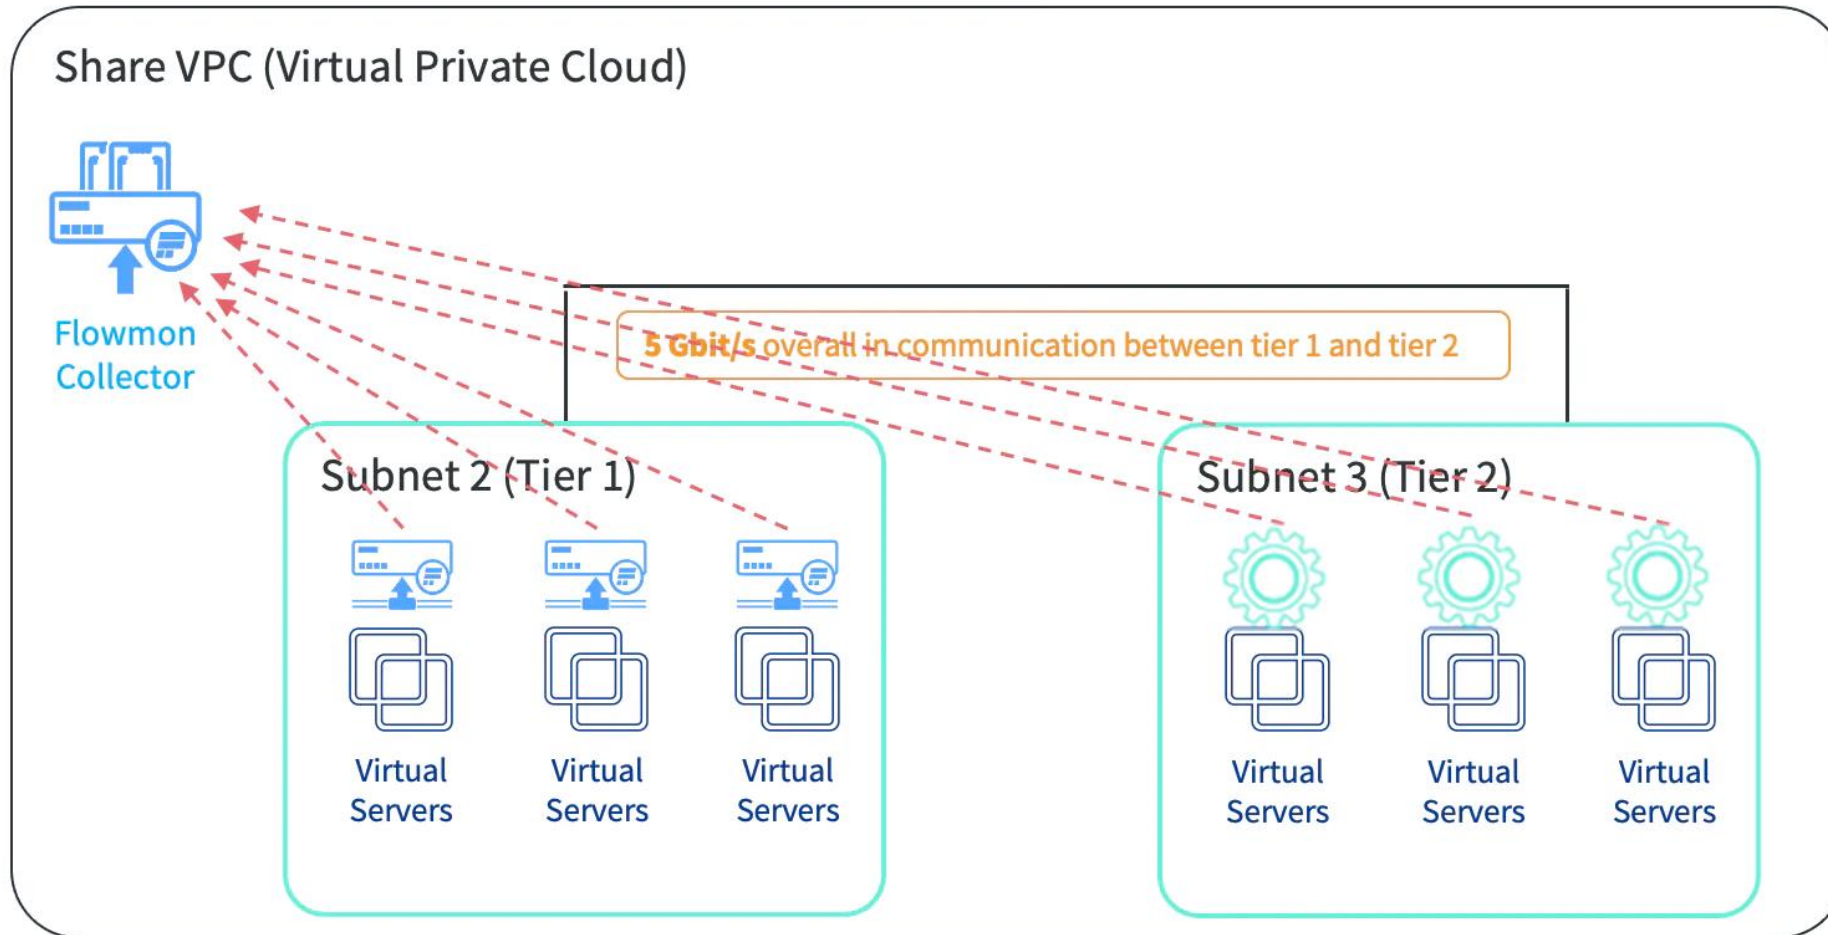 Share VPC (Virtual Private Cloud)
Flowmon
Collector
5 Gbit/s overall in communication between tier 1 and tier 2
Subnet 2 (Tier 1)
Virtual
Servers
Virtual
Servers
Virtual
Servers
Subnet 3 (Tier 2)
Virtual
Servers
Virtual
Servers
Virtual
Servers